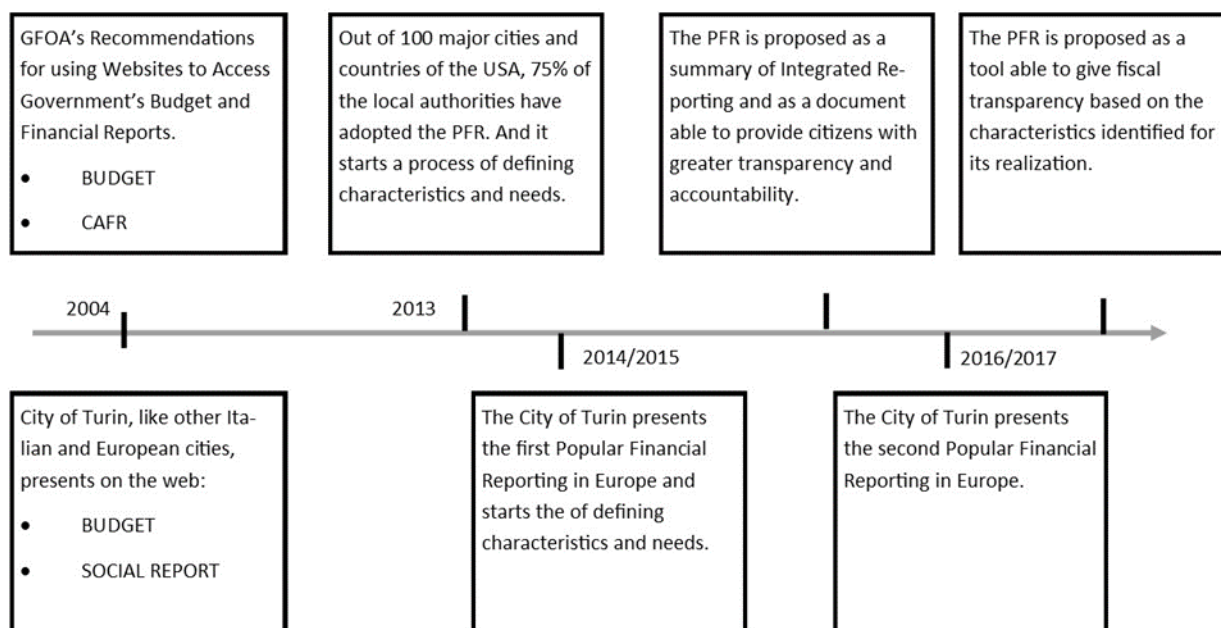 GFOA's Recommendations
for using Websites to Access
Government's Budget and
Financial Reports.
• BUDGET
• CAFR
Out of 100 major cities and
countries of the USA, 75% of
the local authorities have
adopted the PFR. And it
starts a process of defining
characteristics and needs.
The PFR is proposed as a
summary of Integrated Re-
porting and as a document
able to provide citizens with
greater transparency and
accountability.
The PFR is proposed as a
tool able to give fiscal
transparency based on the
characteristics identified for
its realization.
2004
2013
2014/2015
2016/2017
City of Turin, like other Ita-
lian and European cities,
presents on the web:
• BUDGET
• SOCIAL REPORT
The City of Turin presents
the first Popular Financial
Reporting in Europe and
starts the of defining
characteristics and needs.
The City of Turin presents
the second Popular Financial
Reporting in Europe.